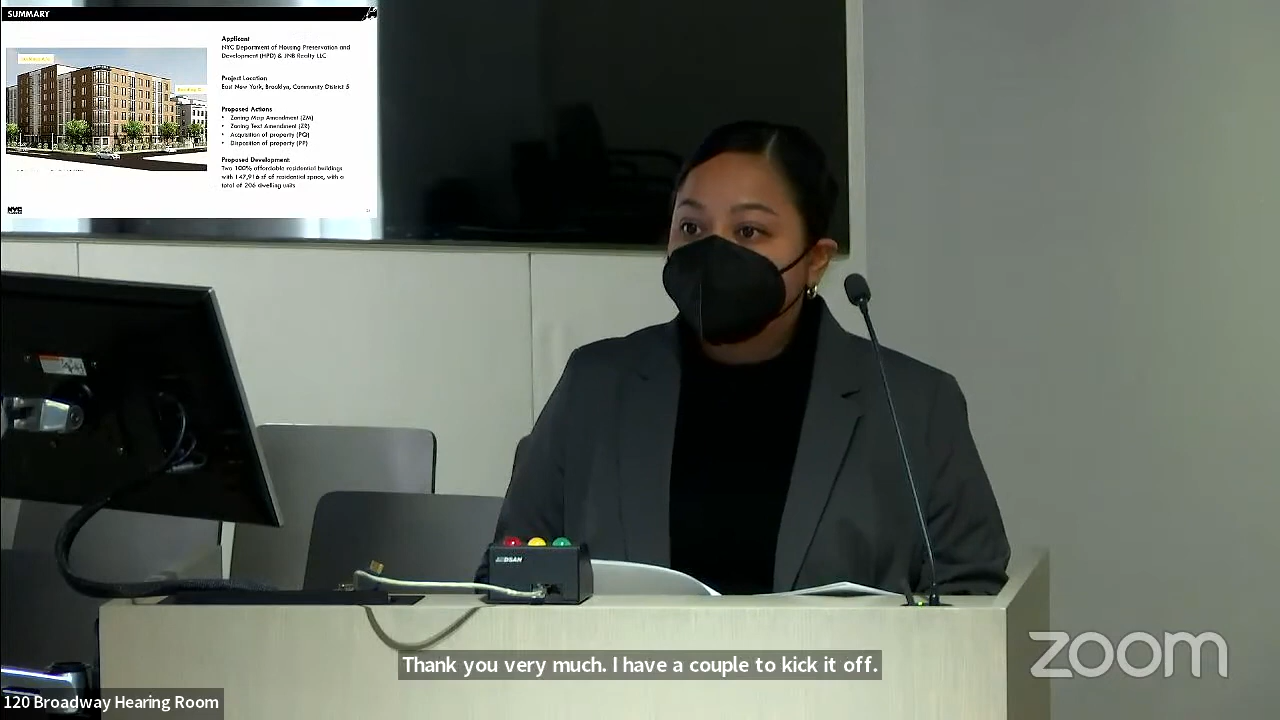 SUMMARY
Applicant
NYC Department of Housing Preservation and
Development (HPD) & JNB Realty LLC
Project Location
East New York, Brooklyn, Community District 5
Proposed Actions
• Zoning Map Amendment (ZM)
• Zoning Text Amendment (ZR)
• Acquisition of property (PQ)
• Disposition of property (PP)
Proposed Development
Two 100% affordable residential buildings
with 147,916 sf of residential space, with a
total of 206 dwelling units
NYC
Thank you very much. I have a couple to kick it off.
zoom
120 Broadway Hearing Room